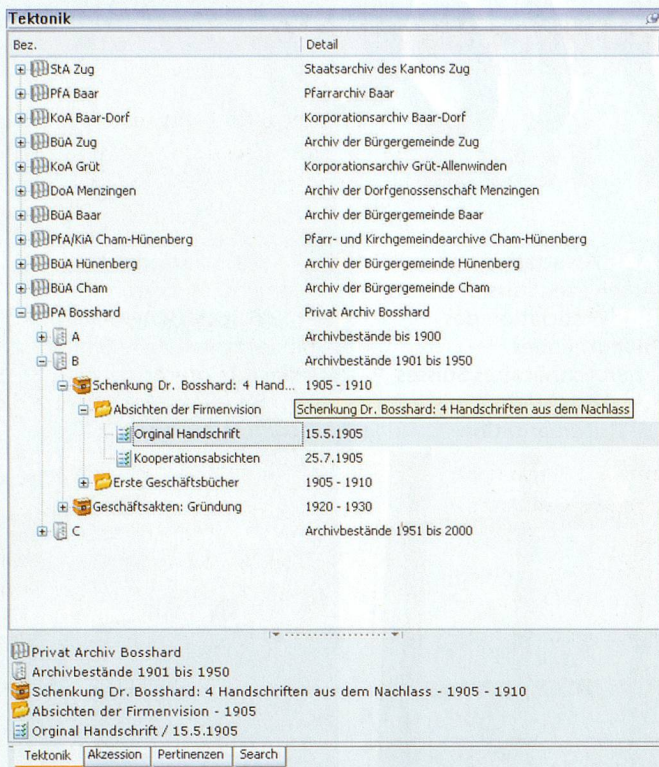 Tektonik
Bez. Detail
StA Zug Staatsarchiv des Kantons Zug
PfA Baar Pfarrarchiv Baar
KoA Baar-Dorf Korporationsarchiv Baar-Dorf
BüA Zug Archiv der Bürgergemeinde Zug
KoA Grüt Korporationsarchiv Grüt-Allenwinden
DoA Menzingen Archiv der Dorfgenossenschaft Menzingen
BüA Baar Archiv der Bürgergemeinde Baar
PfA/KiA Cham-Hünenberg Pfarr- und Kirchgemeindearchive Cham-Hünenberg
BüA Hünenberg Archiv der Bürgergemeinde Hünenberg
BüA Cham Archiv der Bürgergemeinde Cham
PA Bosshard Privat Archiv Bosshard
A Archivbestände bis 1900
B Archivbestände 1901 bis 1950
Schenkung Dr. Bosshard: 4 Hand... 1905 - 1910
Absichten der Firmenvision Schenkung Dr. Bosshard: 4 Handschriften aus dem Nachlass
Orginal Handschrift 15.5.1905
Kooperationsabsichten 25.7.1905
Erste Geschäftsbücher 1905 - 1910
Geschäftsakten: Gründung 1920 - 1930
C Archivbestände 1951 bis 2000
Privat Archiv Bosshard
Archivbestände 1901 bis 1950
Schenkung Dr. Bosshard: 4 Handschriften aus dem Nachlass - 1905 - 1910
Absichten der Firmenvision - 1905
Orginal Handschrift / 15.5.1905
Tektonik Akzession Pertinenzen Search